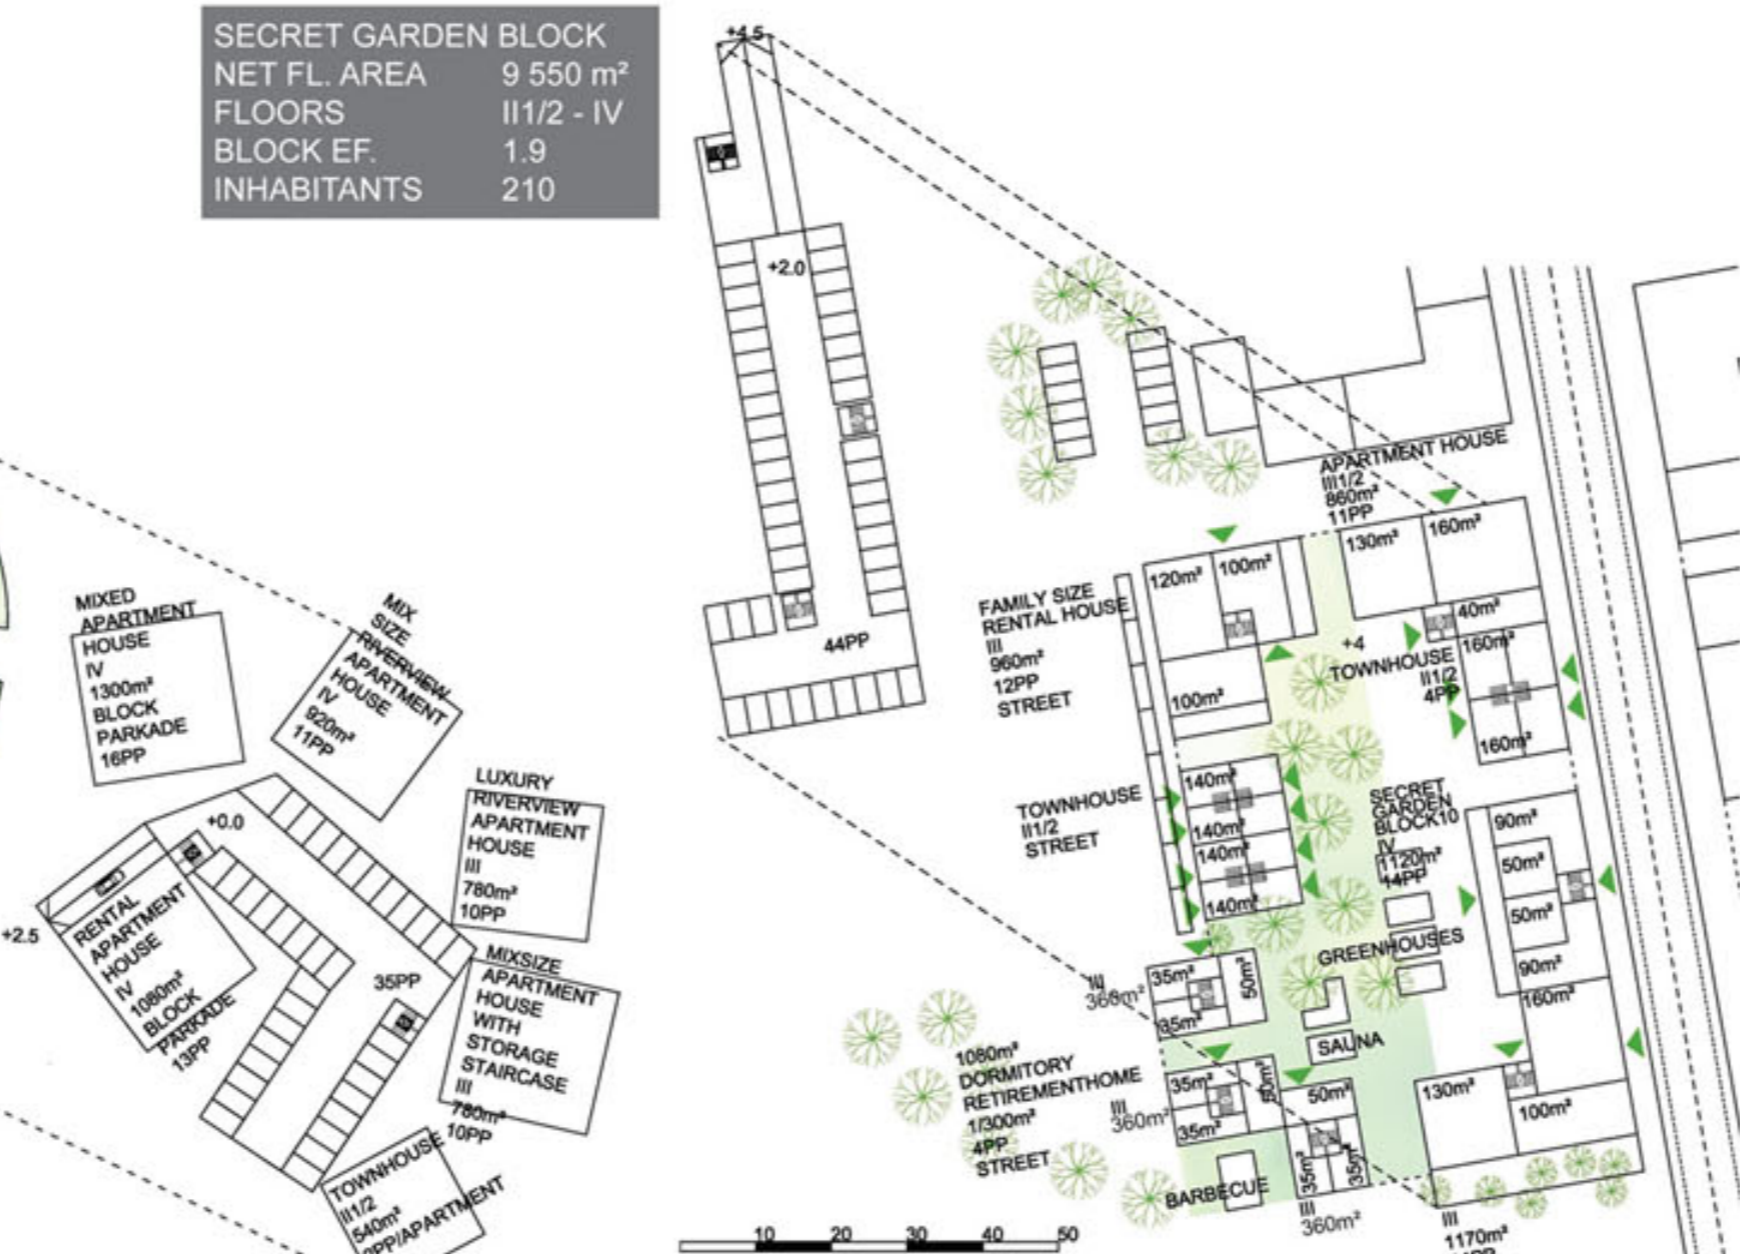 SECRET GARDEN BLOCK
NET FL. AREA 9 550 m²
FLOORS II1/2 - IV
BLOCK EF. 1.9
INHABITANTS 210
+4.5
+2.0
44PP
APARTMENT HOUSE
III1/2
860m²
11PP
130m²
160m²
120m²
100m²
40m²
+4
160m²
TOWNHOUSE
II1/2
4PP
160m²
FAMILY SIZE
RENTAL HOUSE
III
960m²
12PP
STREET
100m²
MIXED
APARTMENT
HOUSE
IV
1300m²
BLOCK
PARKADE
16PP
MIX
SIZE
RIVERVIEW
APARTMENT
HOUSE
IV
920m²
11PP
LUXURY
RIVERVIEW
APARTMENT
HOUSE
III
780m²
10PP
+0.0
+2.5
RENTAL
APARTMENT
HOUSE
IV
1080m²
BLOCK
PARKADE
13PP
35PP
MIXSIZE
APARTMENT
HOUSE
WITH
STORAGE
STAIRCASE
III
780m²
10PP
TOWNHOUSE
II1/2
540m²
2PP/APARTMENT
TOWNHOUSE
II1/2
STREET
140m²
140m²
140m²
140m²
SECRET
GARDEN
BLOCK10
IV
1120m²
14PP
90m²
50m²
50m²
90m²
160m²
GREENHOUSES
III
360m²
35m²
50m²
35m²
SAUNA
1080m²
DORMITORY
RETIREMENTHOME
1/300m²
4PP
STREET
III
360m²
35m²
50m²
35m²
50m²
35m²
35m²
III
360m²
130m²
100m²
BARBECUE
III
1170m²
10 20 30 40 50